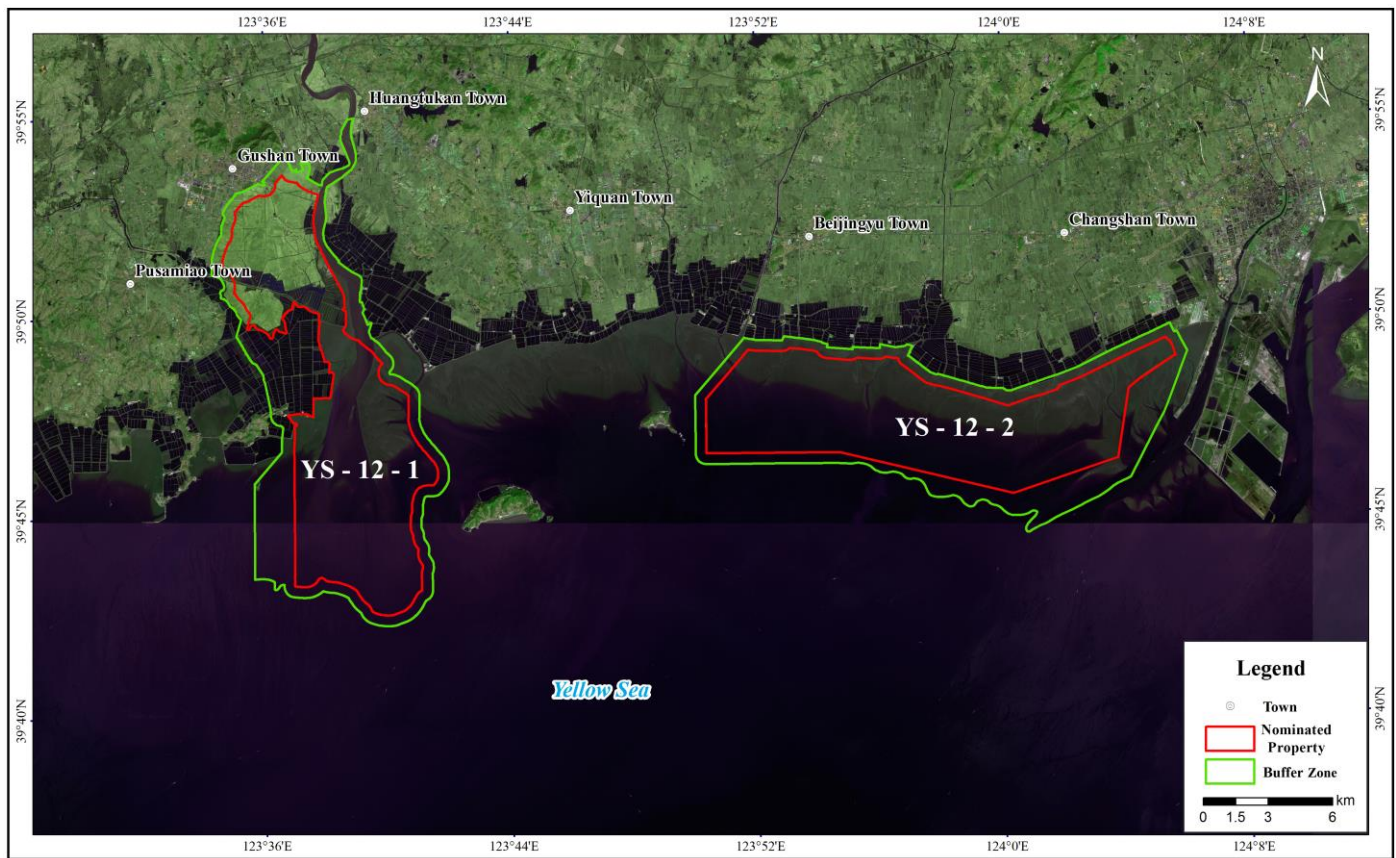 123°36'E
123°44'E
123°52'E
124°0'E
124°8'E
N
39°55'N
39°55'N
Huangtukan Town
Gushan Town
Yiquan Town
Beijingyu Town
Changshan Town
Pusamiao Town
39°50'N
39°50'N
YS - 12 - 2
YS - 12 - 1
39°45'N
39°45'N
Yellow Sea
39°40'N
39°40'N
Legend
Town
Nominated
Property
Buffer Zone
km
0 1.5 3 6
123°36'E
123°44'E
123°52'E
124°0'E
124°8'E